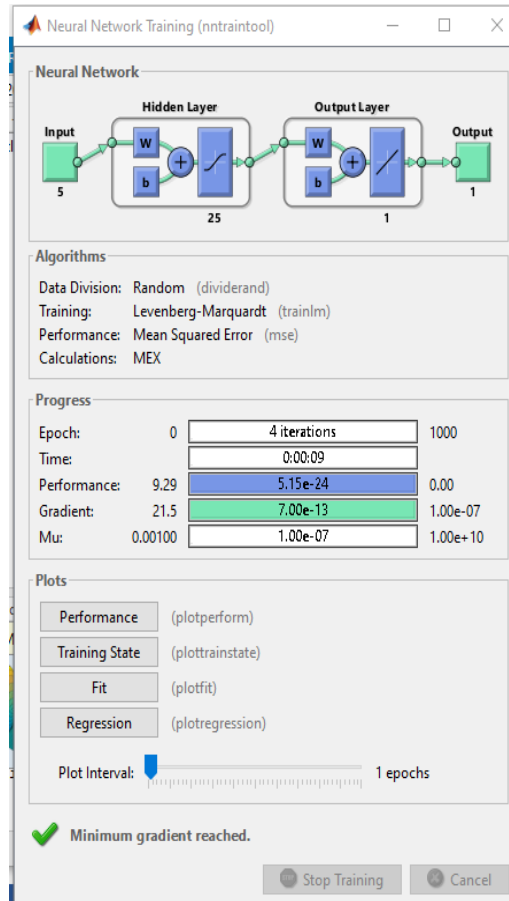 Neural Network Training (nntraintool)
Neural Network
Hidden Layer
Output Layer
Input
Output
W
b
W
b
5
25
1
1
Algorithms
Data Division: Random (dividerand)
Training: Levenberg-Marquardt (trainlm)
Performance: Mean Squared Error (mse)
Calculations: MEX
Progress
Epoch: 0 4 iterations 1000
Time: 0:00:09
Performance: 9.29 5.15e-24 0.00
Gradient: 21.5 7.00e-13 1.00e-07
Mu: 0.00100 1.00e-07 1.00e+10
Plots
Performance (plotperform)
Training State (plottrainstate)
Fit (plotfit)
Regression (plotregression)
Plot Interval: 1 epochs
Minimum gradient reached.
Stop Training Cancel